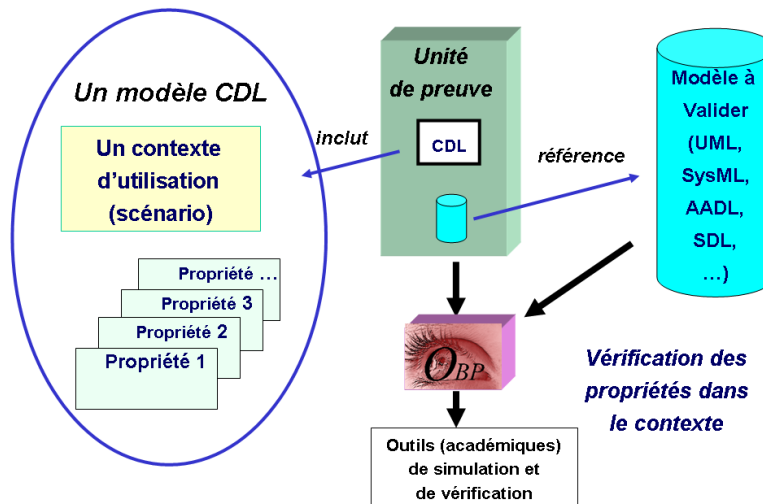 Un modèle CDL
Un contexte
d'utilisation
(scénario)
Propriété ...
Propriété 3
Propriété 2
Propriété 1
inclut
Unité
de preuve
CDL
référence
Modèle à
Valider
(UML,
SysML,
AADL,
SDL,
...)
OBP
Vérification des
propriétés dans
le contexte
Outils (académiques)
de simulation et
de vérification